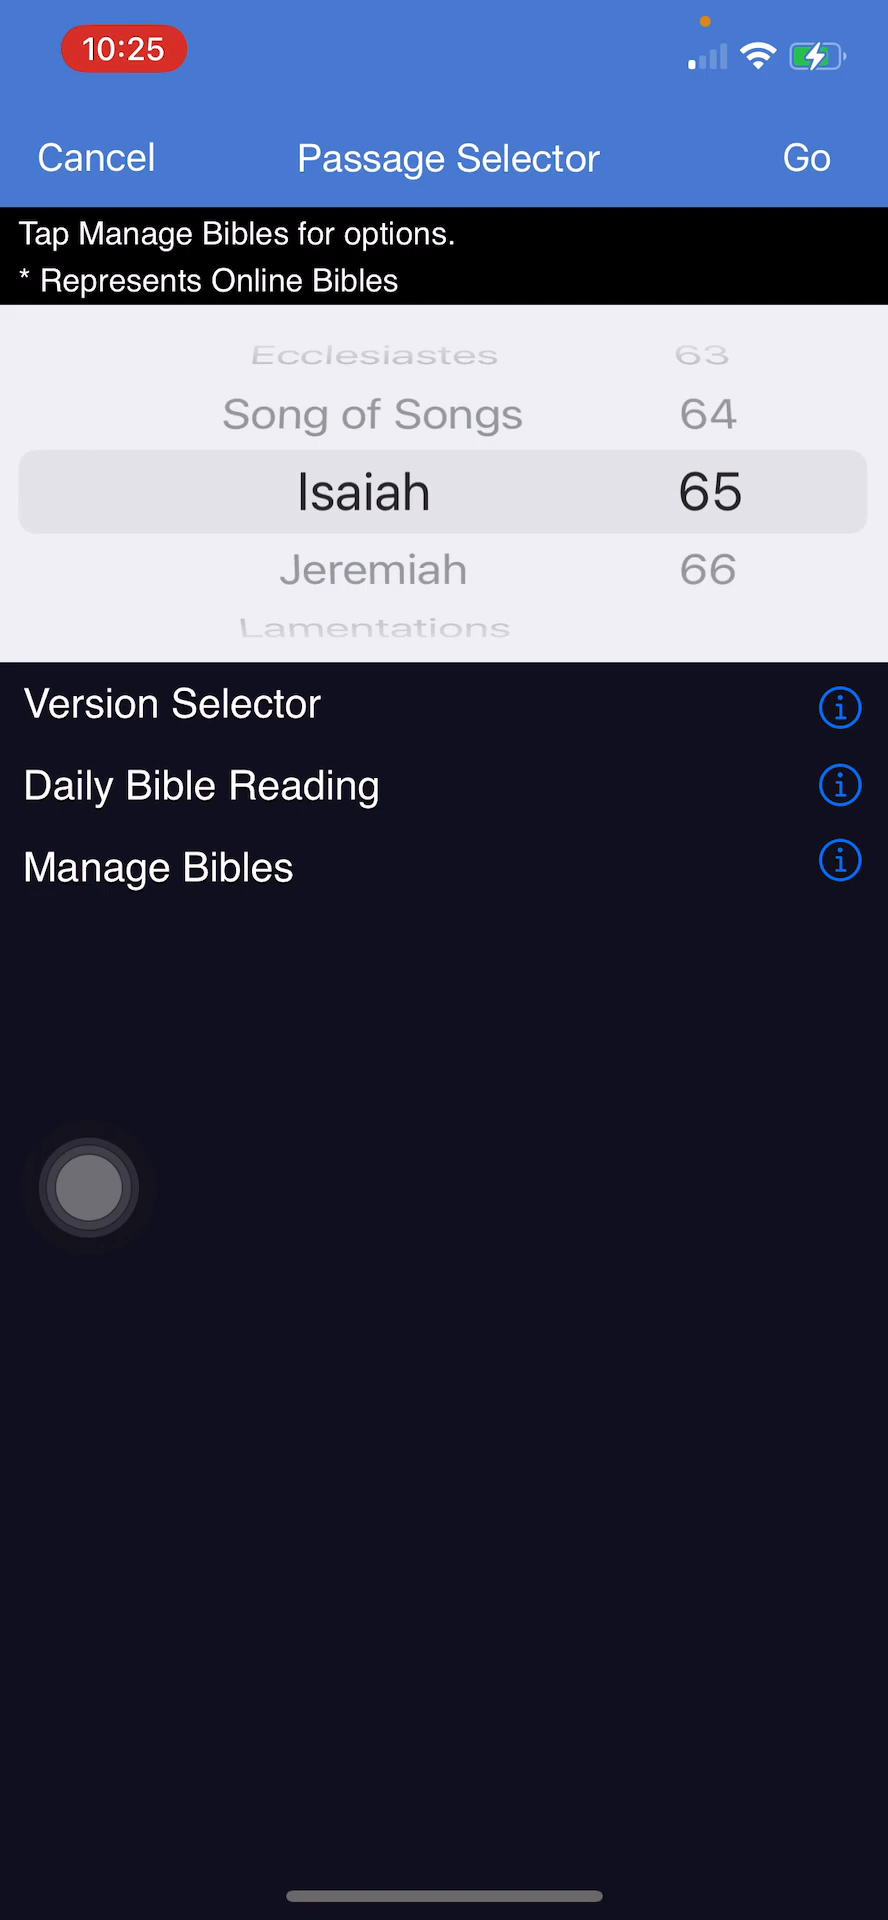 10:25
Cancel Passage Selector Go
Tap Manage Bibles for options.
* Represents Online Bibles
Ecclesiastes 63
Song of Songs 64
Isaiah 65
Jeremiah 66
Lamentations
Version Selector
Daily Bible Reading
Manage Bibles